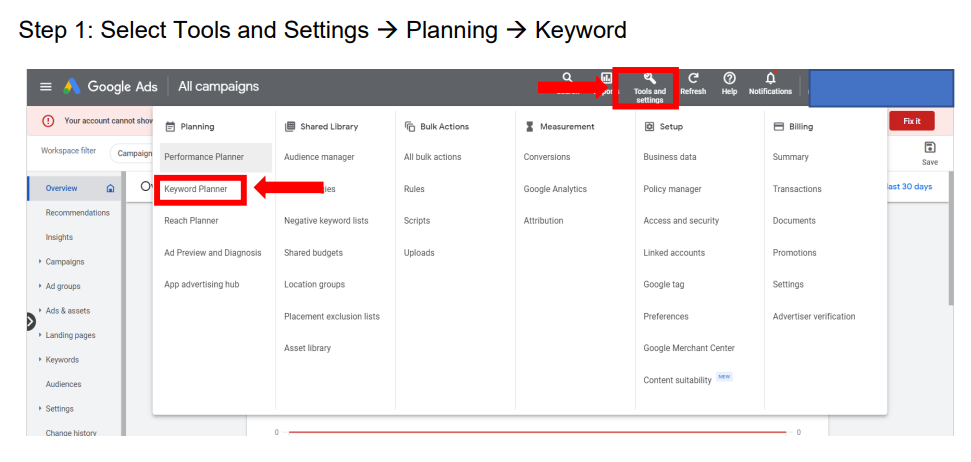 Step 1: Select Tools and Settings → Planning → Keyword
Google Ads All campaigns
Tools and settings
Refresh
Help
Notifications
Your account cannot show
Fix it
Workspace filter
Campaign
Save
Overview
Recommendations
Insights
Campaigns
Ad groups
Ads & assets
Landing pages
Keywords
Audiences
Settings
Change history
Planning
Performance Planner
Keyword Planner
Reach Planner
Ad Preview and Diagnosis
App advertising hub
Shared Library
Audience manager
Negative keyword lists
Shared budgets
Location groups
Placement exclusion lists
Asset library
Bulk Actions
All bulk actions
Rules
Scripts
Uploads
Measurement
Conversions
Google Analytics
Attribution
Setup
Business data
Policy manager
Access and security
Linked accounts
Google tag
Preferences
Google Merchant Center
Content suitability NEW
Billing
Summary
Transactions
Documents
Promotions
Settings
Advertiser verification
30 days
0
0